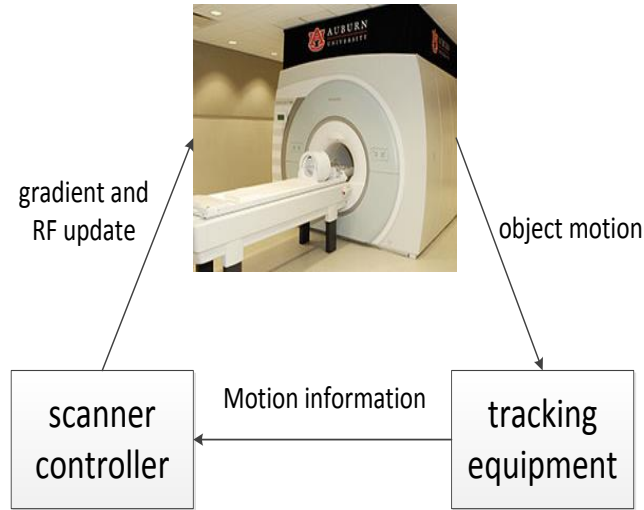 AUBURN
UNIVERSITY
gradient and
RF update
object motion
Motion information
scanner
controller
tracking
equipment